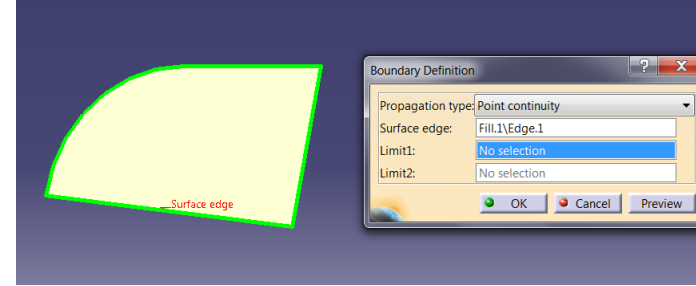 Boundary Definition
? X
Propagation type: Point continuity
Surface edge: Fill.1\Edge.1
Limit1: No selection
Limit2: No selection
OK Cancel Preview
Surface edge